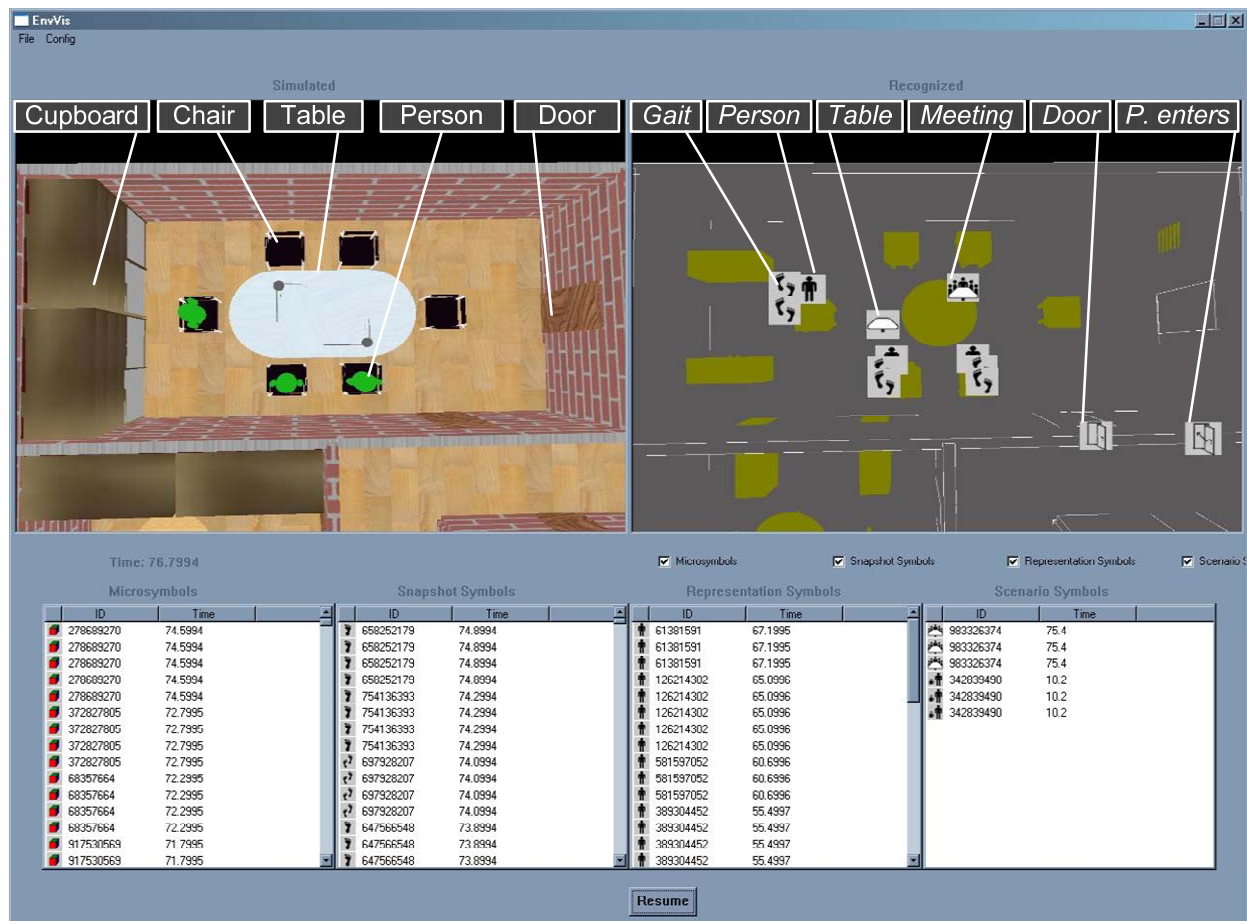 EnvVis
File Config
Simulated Recognized
Cupboard Chair Table Person Door Gait Person Table Meeting Door P. enters
Time: 76.7994 Microsymbols Snapshot Symbols Representation Symbols Scenario S
Microsymbols Snapshot Symbols Representation Symbols Scenario Symbols
ID Time ID Time ID Time ID Time
278689270 74.5994 658252179 74.8994 61381591 67.1995 983326374 75.4
278689270 74.5994 658252179 74.8994 61381591 67.1995 983326374 75.4
278689270 74.5994 658252179 74.8994 61381591 67.1995 983326374 75.4
278689270 74.5994 658252179 74.8994 126214302 65.0996 342839490 10.2
278689270 74.5994 754136393 74.2994 126214302 65.0996 342839490 10.2
372827805 72.7995 754136393 74.2994 126214302 65.0996 342839490 10.2
372827805 72.7995 754136393 74.2994 126214302 65.0996
372827805 72.7995 754136393 74.2994 126214302 65.0996
372827805 72.7995 697928207 74.0994 581597052 60.6996
68357664 72.2995 697928207 74.0994 581597052 60.6996
68357664 72.2995 697928207 74.0994 581597052 60.6996
68357664 72.2995 697928207 74.0994 389304452 55.4997
68357664 72.2995 647566548 73.8994 389304452 55.4997
917530569 71.7995 647566548 73.8994 389304452 55.4997
917530569 71.7995 647566548 73.8994 389304452 55.4997
Resume